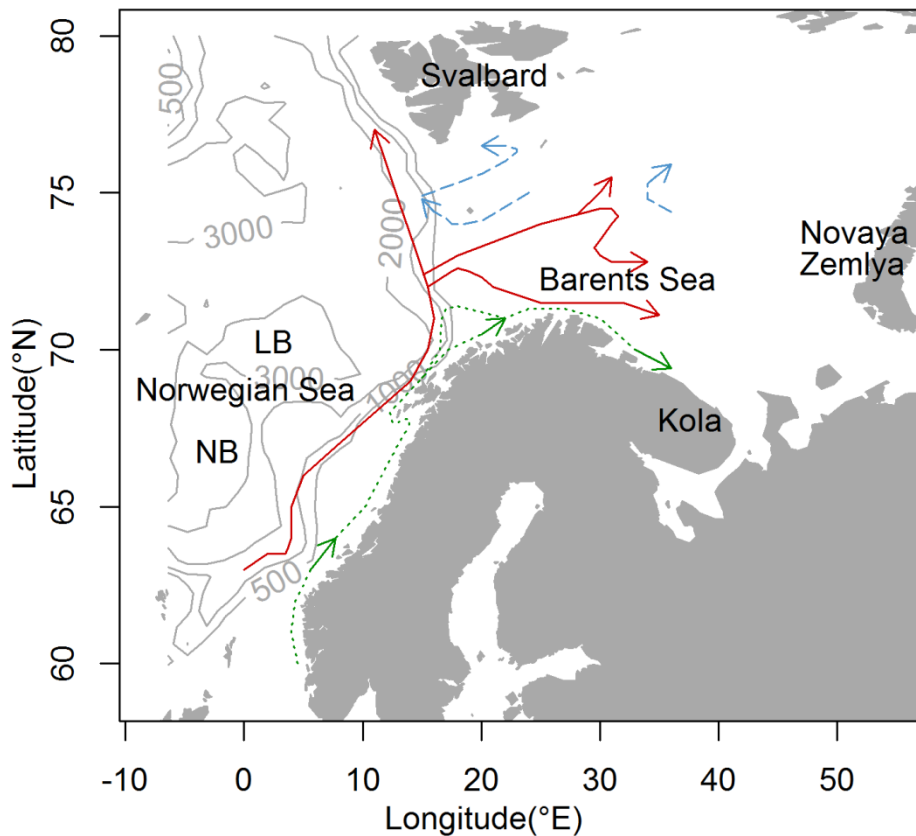 80
75
70
65
60
Latitude(°N)
-10
0
10
20
30
40
50
Longitude(°E)
500
Svalbard
3000
2000
Novaya
Zemlya
Barents Sea
LB
3000
Norwegian Sea
1000
NB
Kola
500